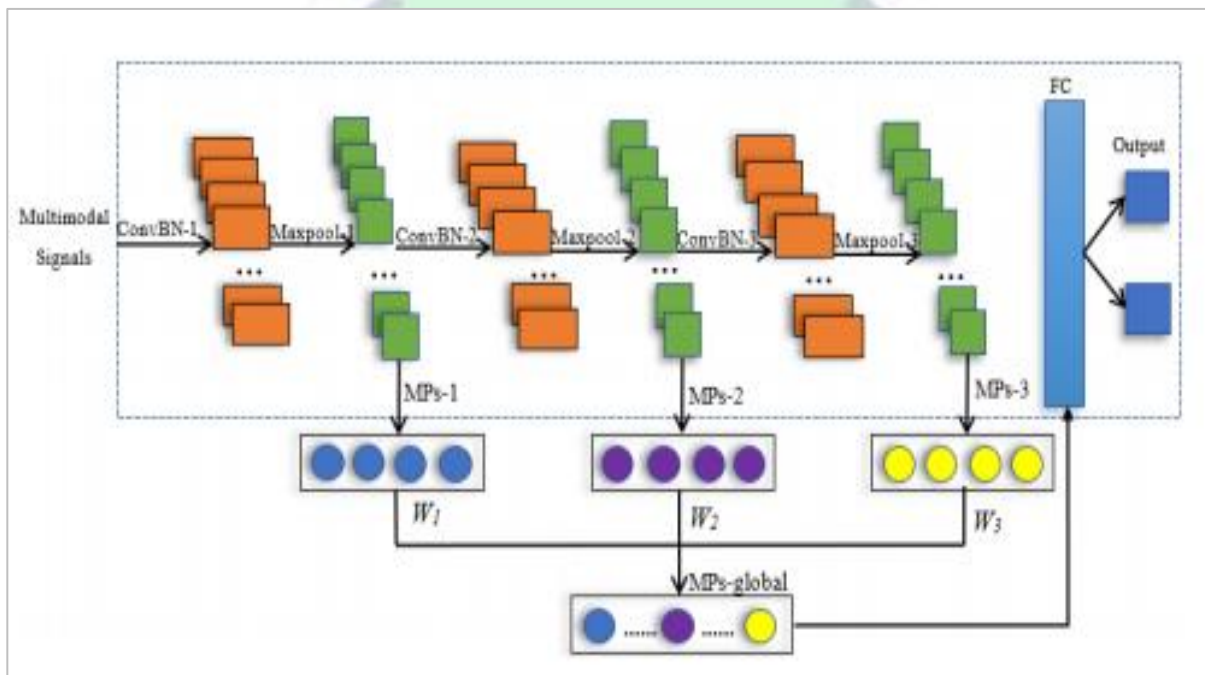 FC
Output
Multimodal
Signals
ConvBN-1
Maxpool-1
ConvBN-2
Maxpool-2
ConvBN-3
Maxpool-3
...
...
...
...
...
...
MPs-1
MPs-2
MPs-3
W1
W2
W3
MPs-global
......
......